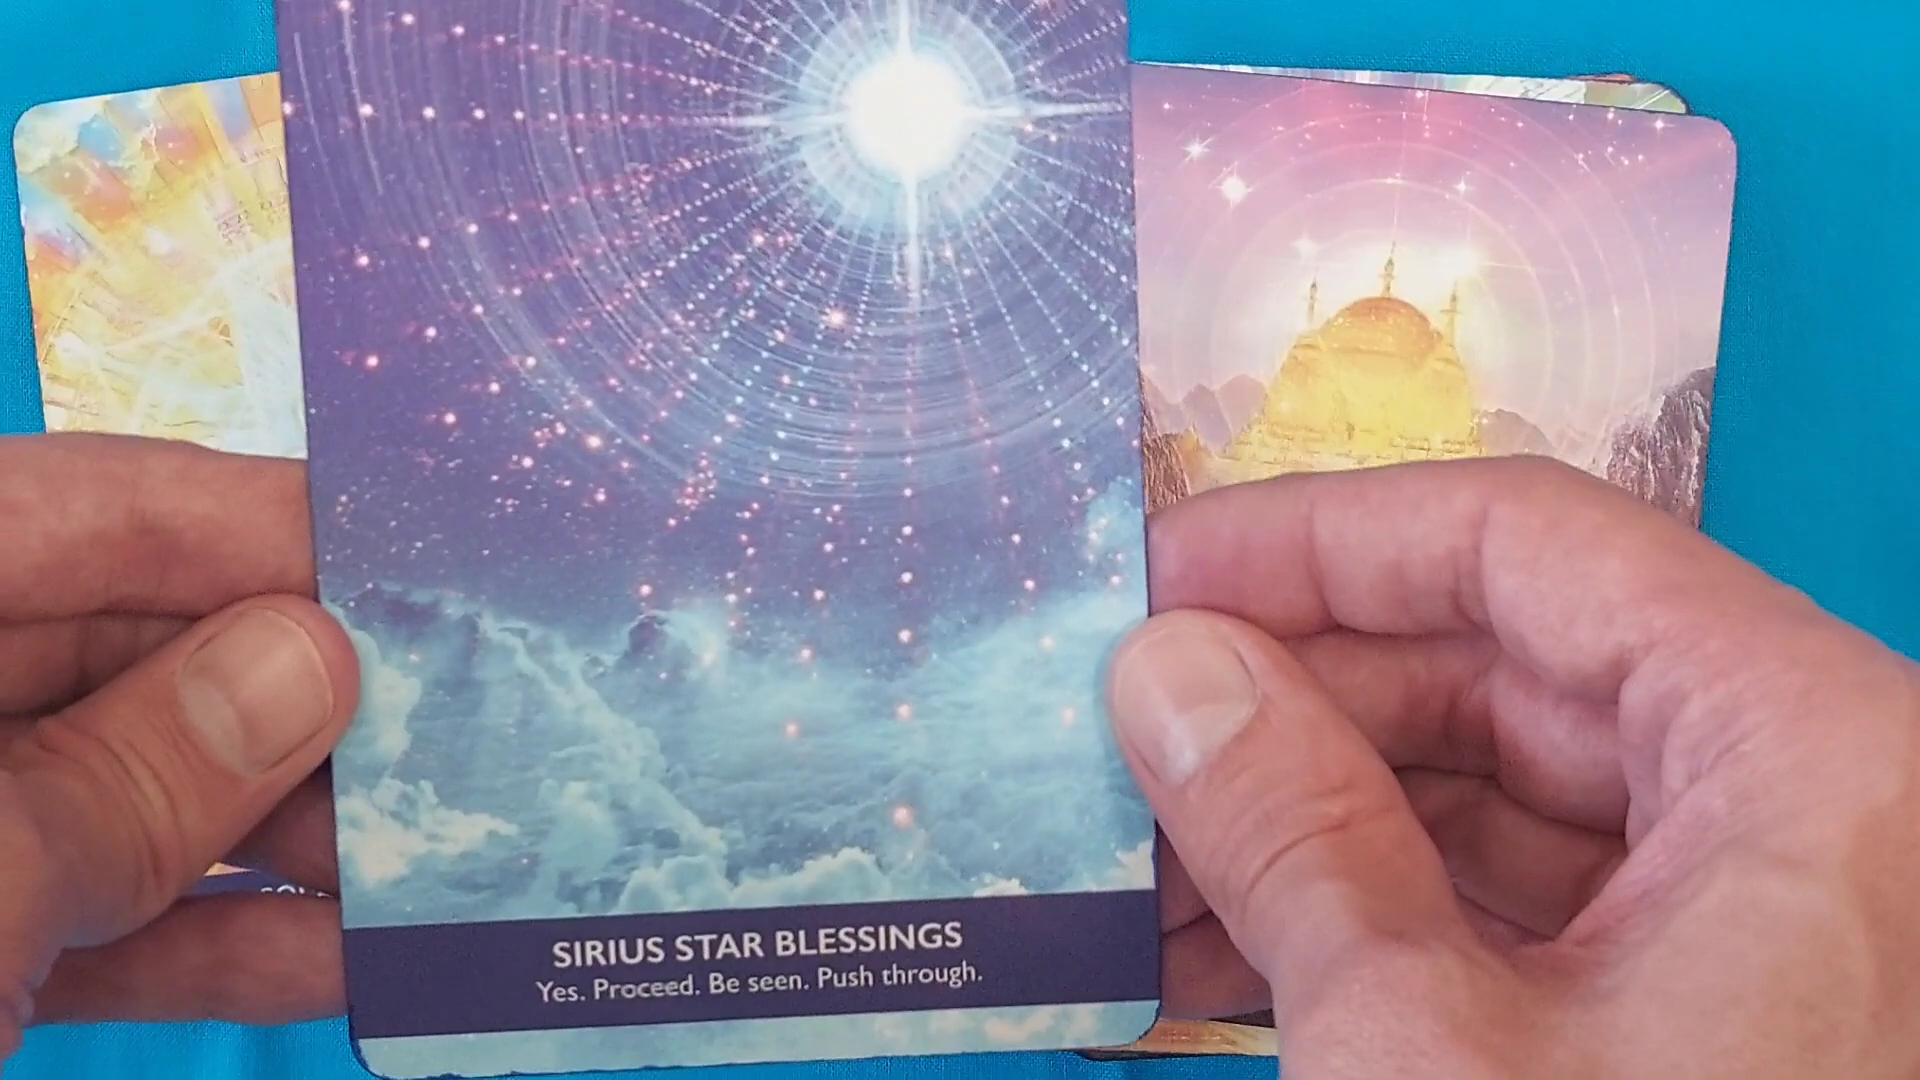 SIRIUS STAR BLESSINGS
Yes. Proceed. Be seen. Push through.